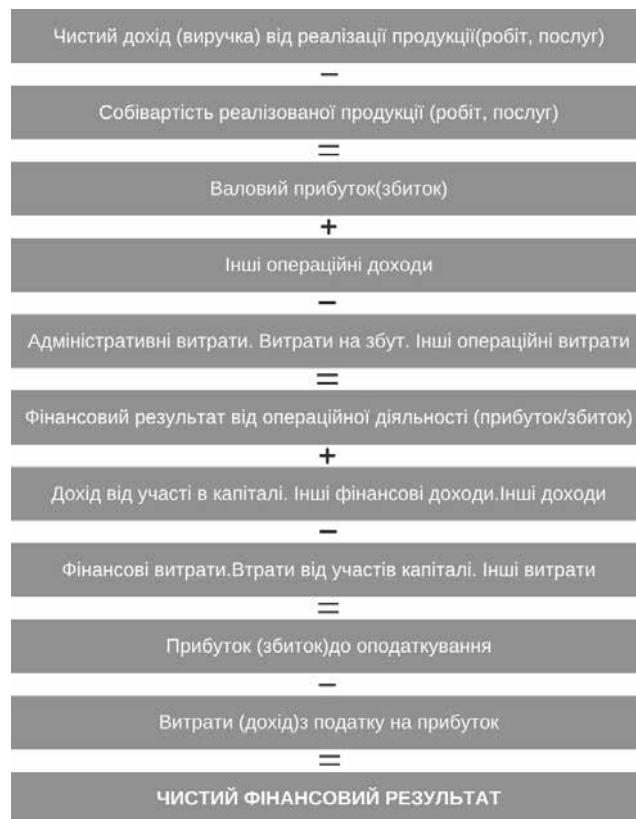 Чистий дохід (виручка) від реалізації продукції(робіт, послуг)
−
Собівартість реалізованої продукції (робіт, послуг)
=
Валовий прибуток(збиток)
+
Інші операційні доходи
−
Адміністративні витрати. Витрати на збут. Інші операційні витрати
=
Фінансовий результат від операційної діяльності (прибуток/збиток)
+
Дохід від участі в капіталі. Інші фінансові доходи.Інші доходи
−
Фінансові витрати.Втрати від участів капіталі. Інші витрати
=
Прибуток (збиток)до оподаткування
−
Витрати (дохід)з податку на прибуток
=
ЧИСТИЙ ФІНАНСОВИЙ РЕЗУЛЬТАТ